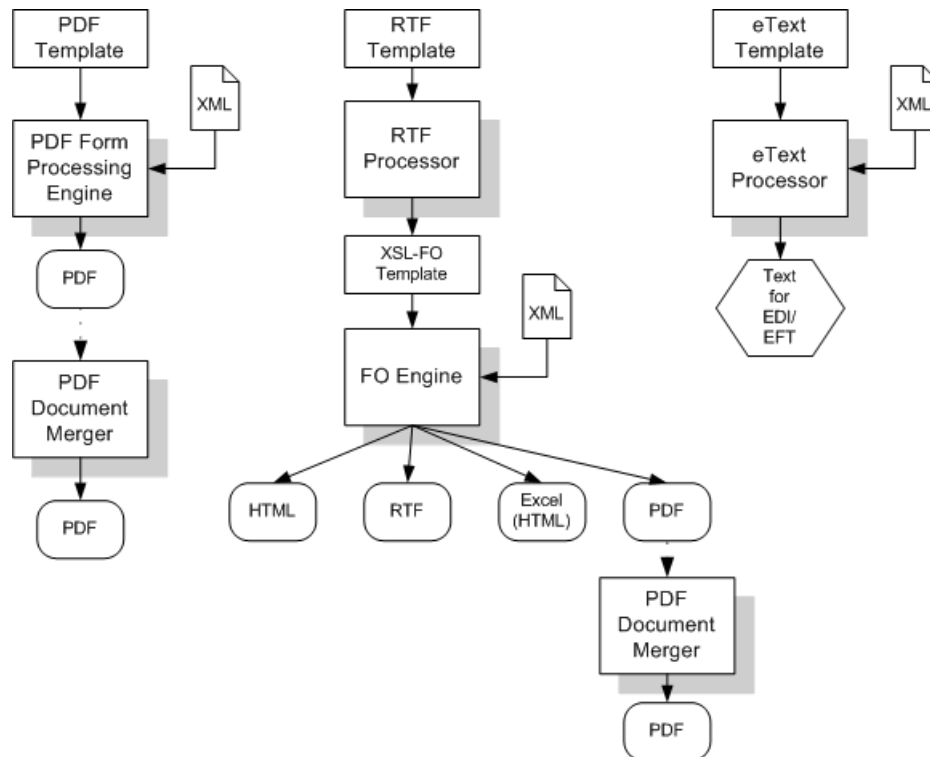 PDF
Template
XML
PDF Form
Processing
Engine
PDF
PDF
Document
Merger
PDF
RTF
Template
RTF
Processor
XSL-FO
Template
XML
FO Engine
HTML
RTF
Excel
(HTML)
PDF
PDF
Document
Merger
PDF
eText
Template
XML
eText
Processor
Text
for
EDI/
EFT